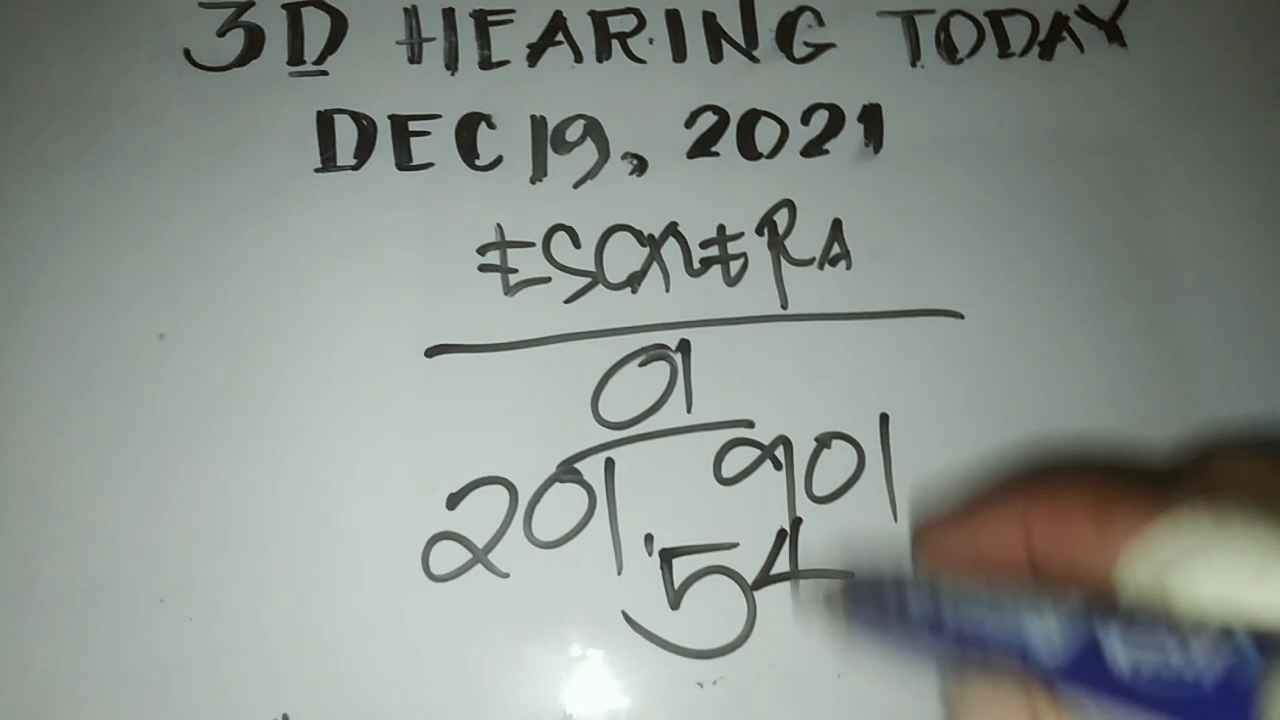 3D HEARING TODAY
DEC 19, 2021
ESCALERA
01
201 901
54